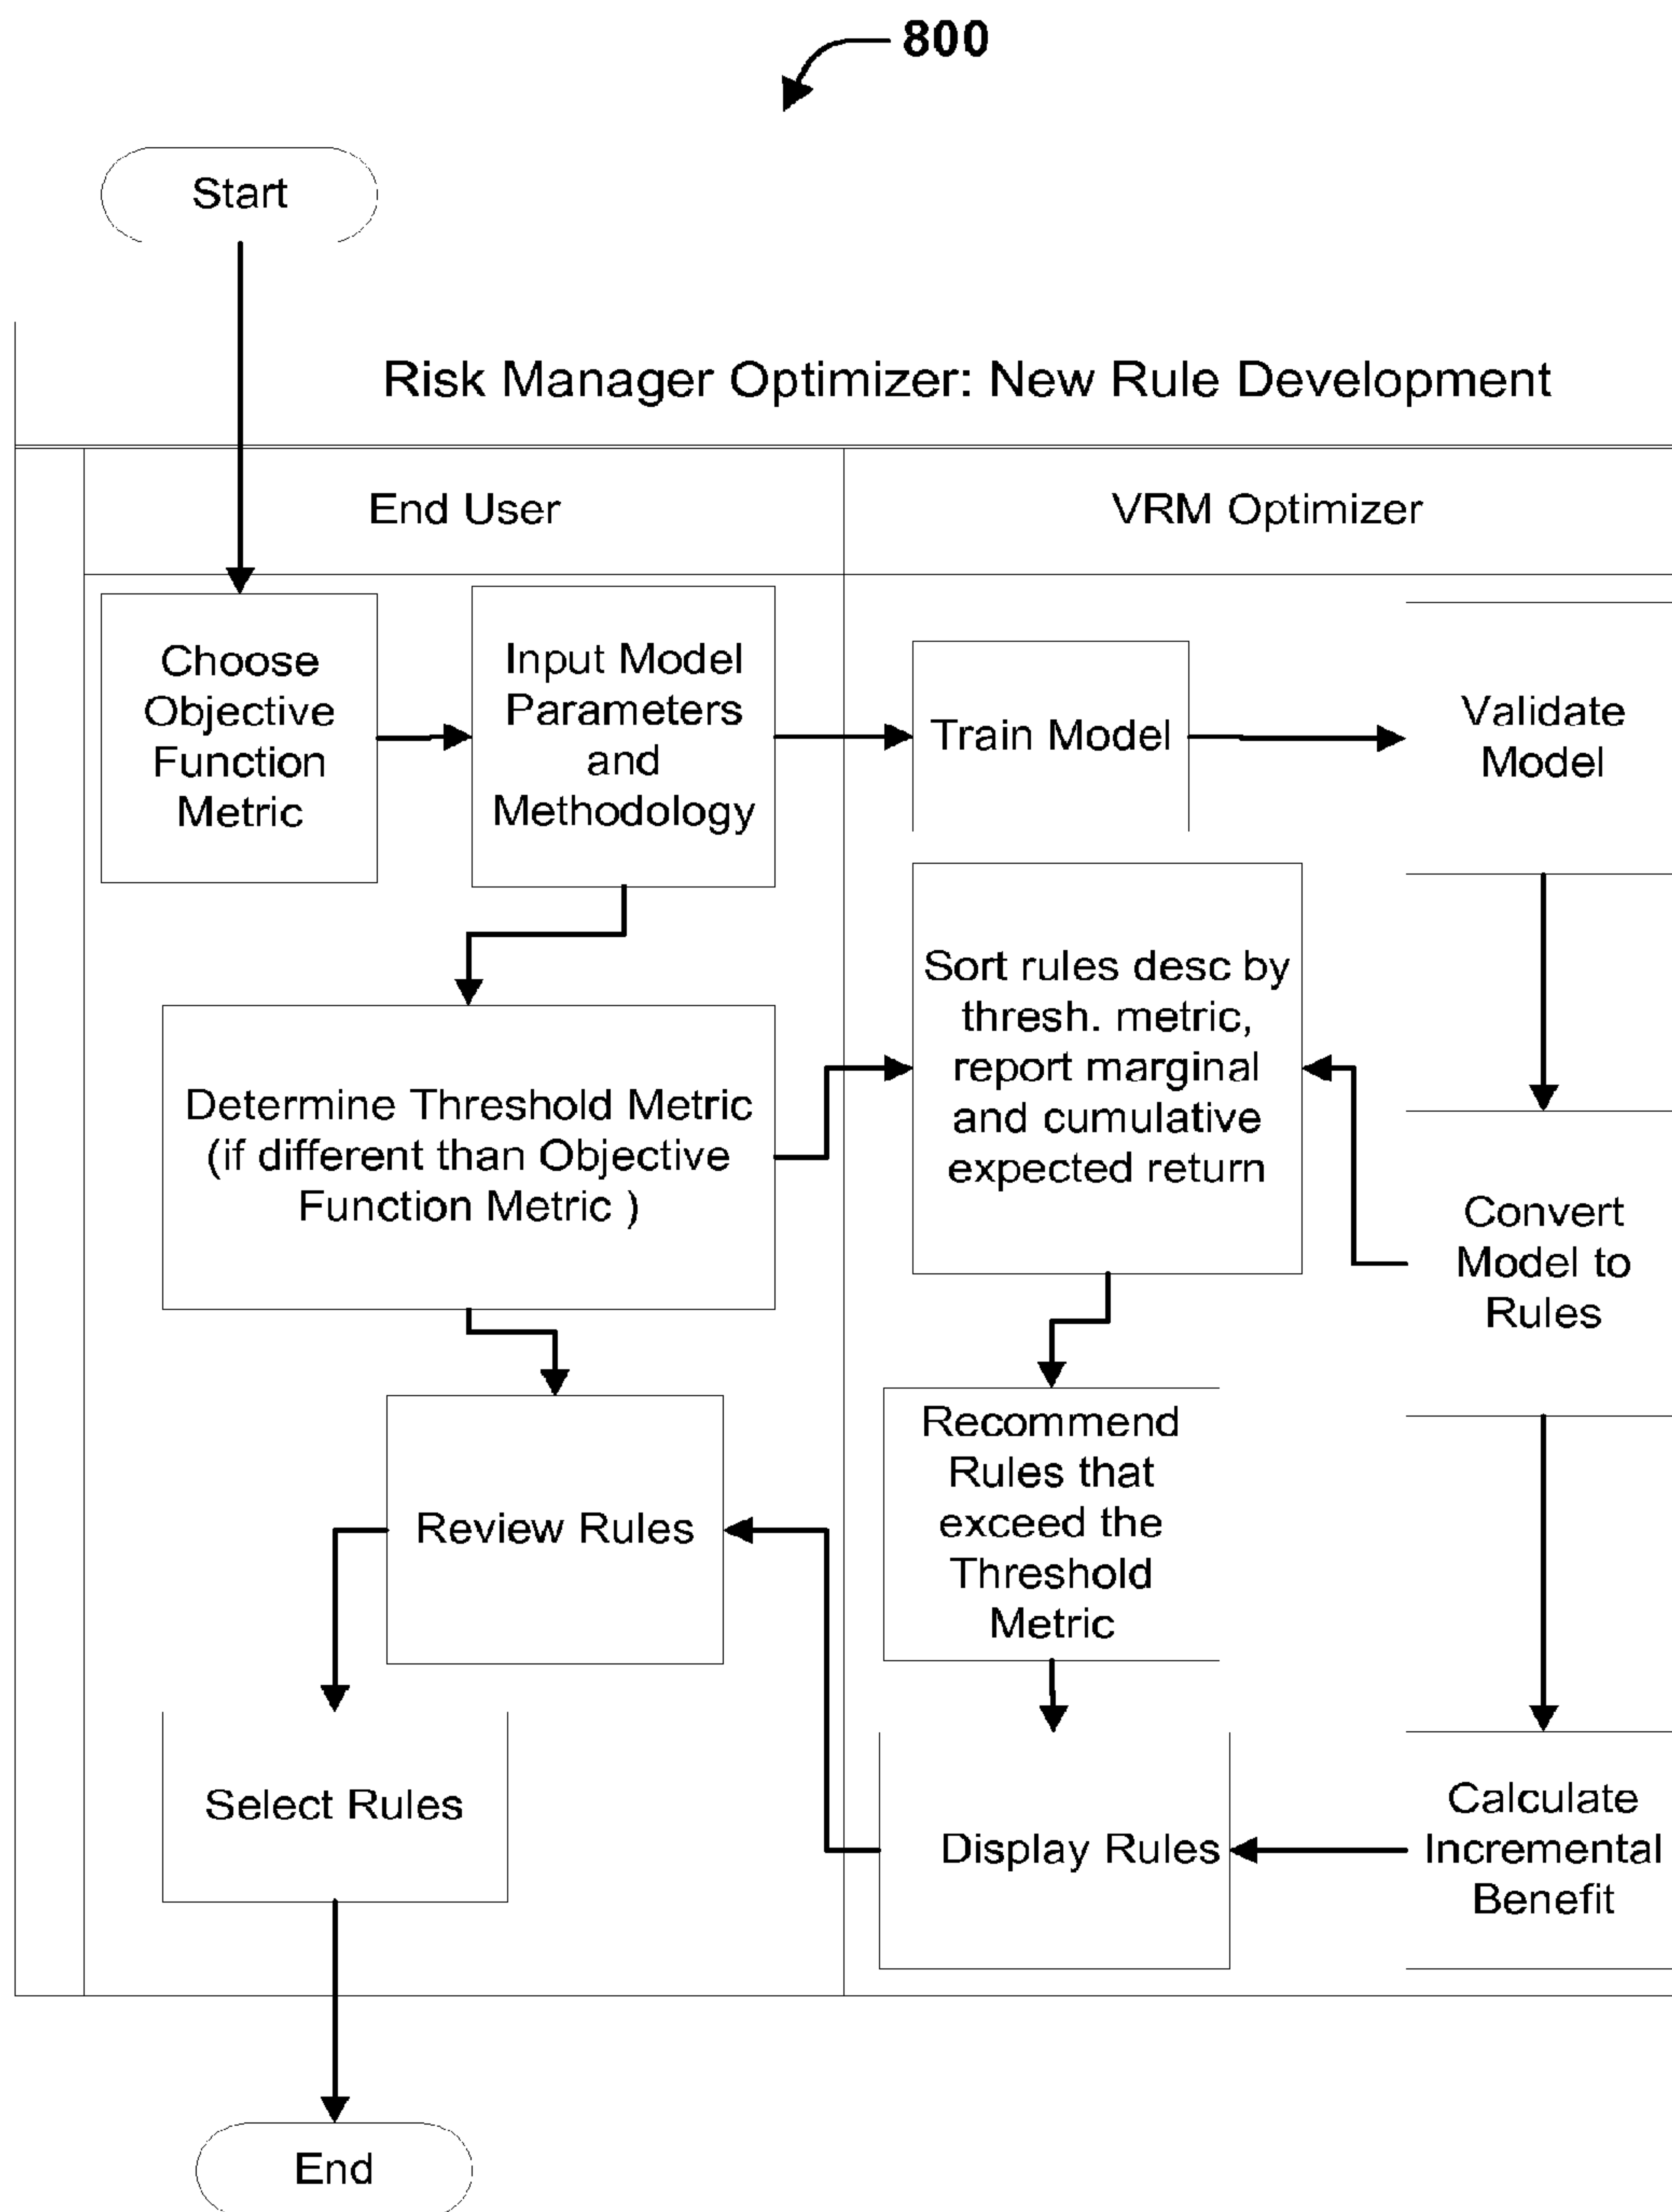 800
Start
Risk Manager Optimizer: New Rule Development
End User
VRM Optimizer
Choose
Objective
Function
Metric
Input Model
Parameters
and
Methodology
Train Model
Validate
Model
Sort rules desc by
thresh. metric,
report marginal
and cumulative
expected return
Determine Threshold Metric
(if different than Objective
Function Metric )
Convert
Model to
Rules
Recommend
Rules that
exceed the
Threshold
Metric
Review Rules
Select Rules
Display Rules
Calculate
Incremental
Benefit
End